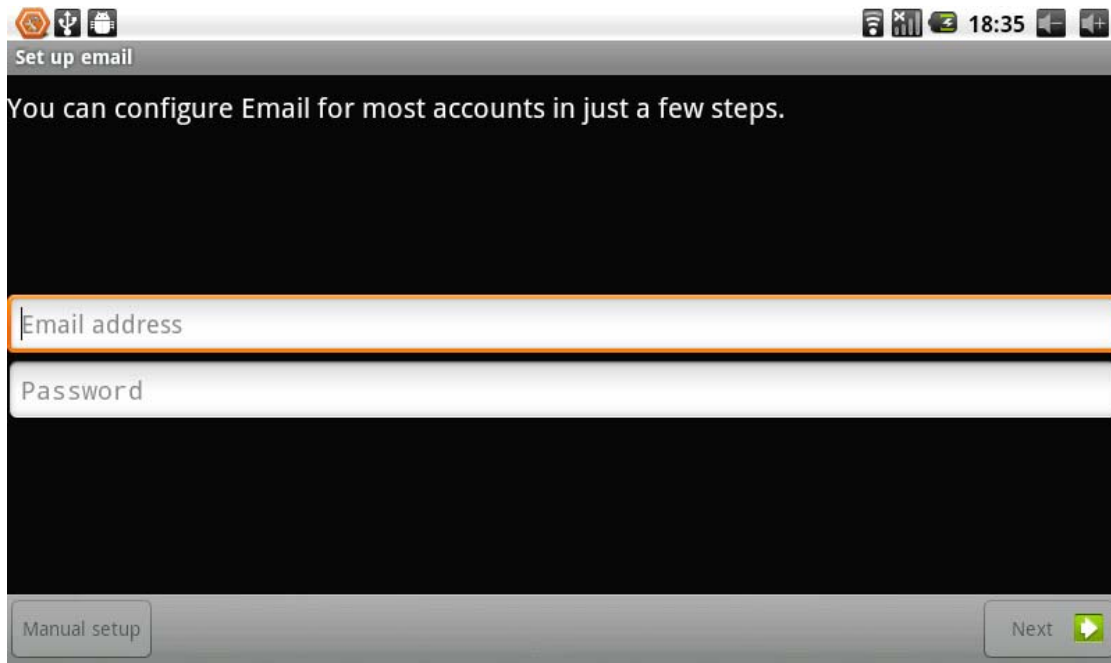 18:35
Set up email
You can configure Email for most accounts in just a few steps.
Email address
Password
Manual setup
Next